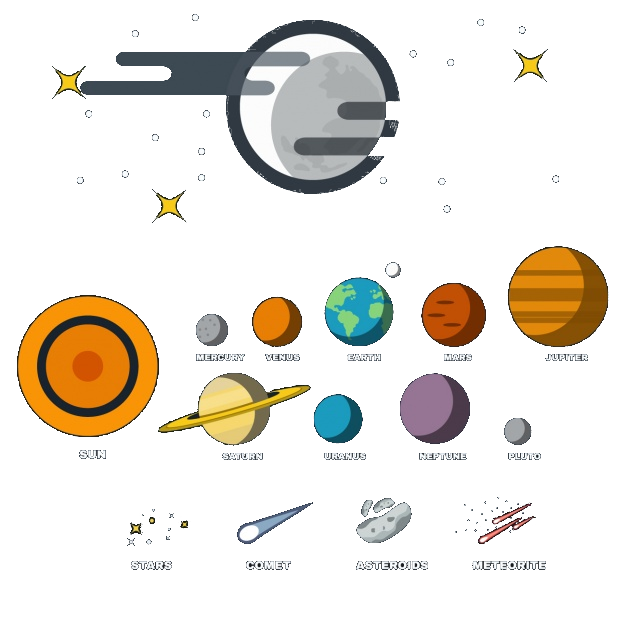 MERCURY VENUS EARTH MARS JUPITER
SUN SATURN URANUS NEPTUNE PLUTO
STARS COMET ASTEROIDS METEORITE